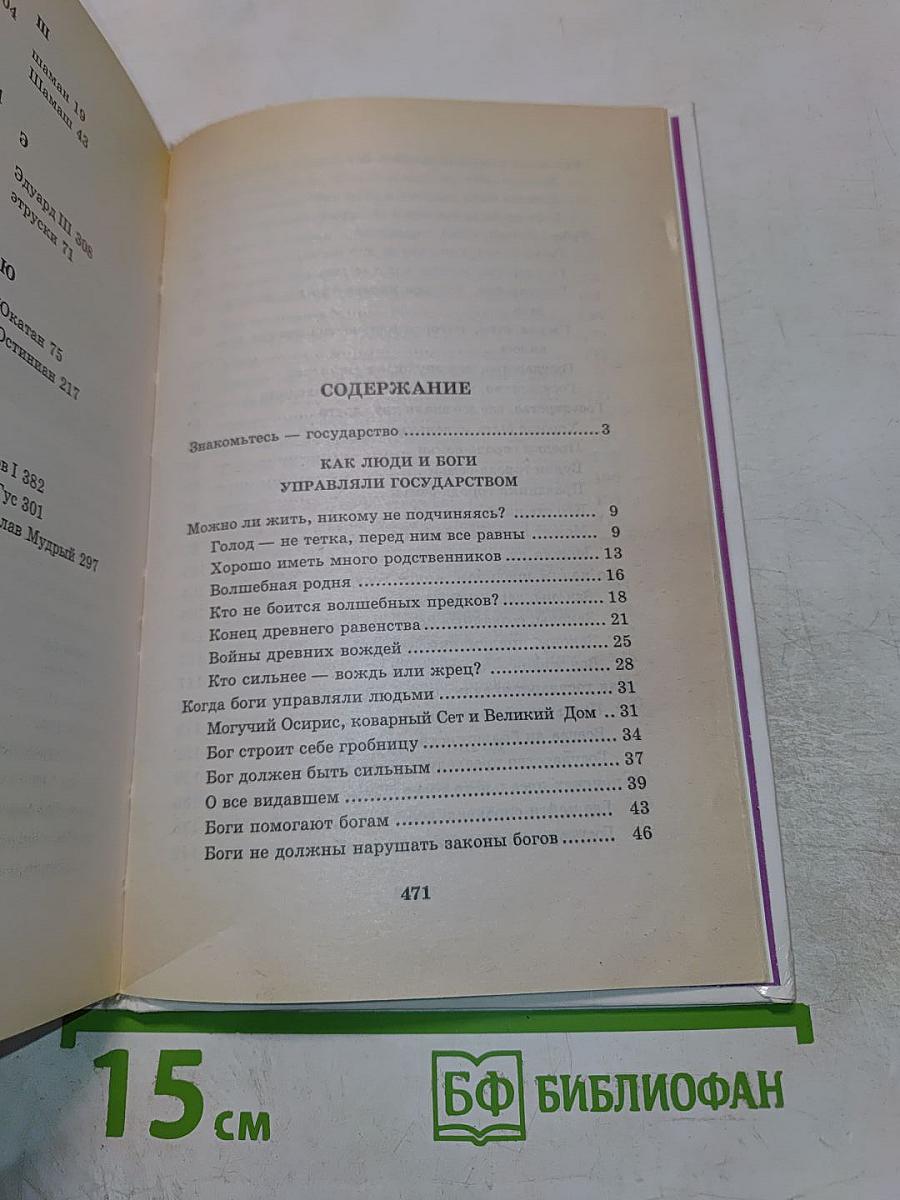 04
Ш
шаман 19
Шамаш 43
Э
Эдуард III 308
этруски 71
Ю
Юкатан 75
Юстиниан 217
I 382
Гус 301
Мудрый 297
СОДЕРЖАНИЕ
Знакомьтесь — государство ........ 3
КАК ЛЮДИ И БОГИ
УПРАВЛЯЛИ ГОСУДАРСТВОМ
Можно ли жить, никому не подчиняясь? ........ 9
Голод — не тетка, перед ним все равны ........ 9
Хорошо иметь много родственников ........ 13
Волшебная родня ........ 16
Кто не боится волшебных предков? ........ 18
Конец древнего равенства ........ 21
Войны древних вождей ........ 25
Кто сильнее — вождь или жрец? ........ 28
Когда боги управляли людьми ........ 31
Могучий Осирис, коварный Сет и Великий Дом .. 31
Бог строит себе гробницу ........ 34
Бог должен быть сильным ........ 37
О все видавшем ........ 39
Боги помогают богам ........ 43
Боги не должны нарушать законы богов ........ 46
471
15 см
БФ БИБЛИОФАН